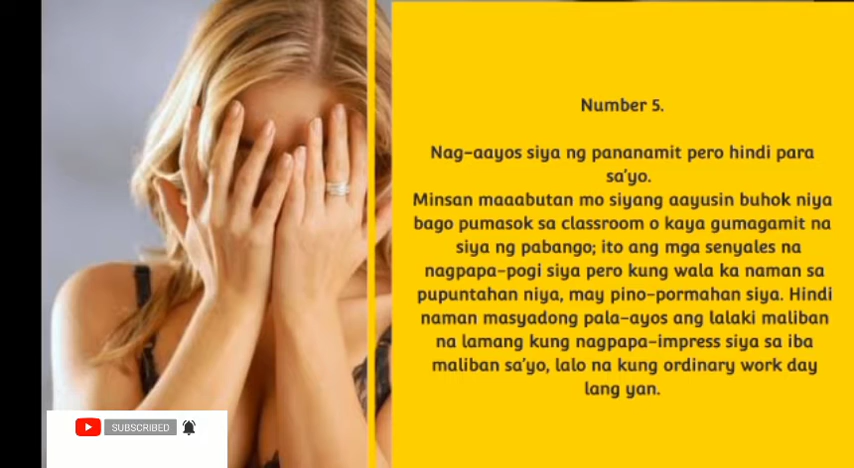 Number 5.
Nag-aayos siya ng pananamit pero hindi para
sa'yo.
Minsan maaabutan mo siyang aayusin buhok niya
bago pumasok sa classroom o kaya gumagamit na
siya ng pabango; ito ang mga senyales na
nagpapa-pogi siya pero kung wala ka naman sa
pupuntahan niya, may pino-pormahan siya. Hindi
naman masyadong pala-ayos ang lalaki maliban
na lamang kung nagpapa-impress siya sa iba
maliban sa'yo, lalo na kung ordinary work day
lang yan.
SUBSCRIBED